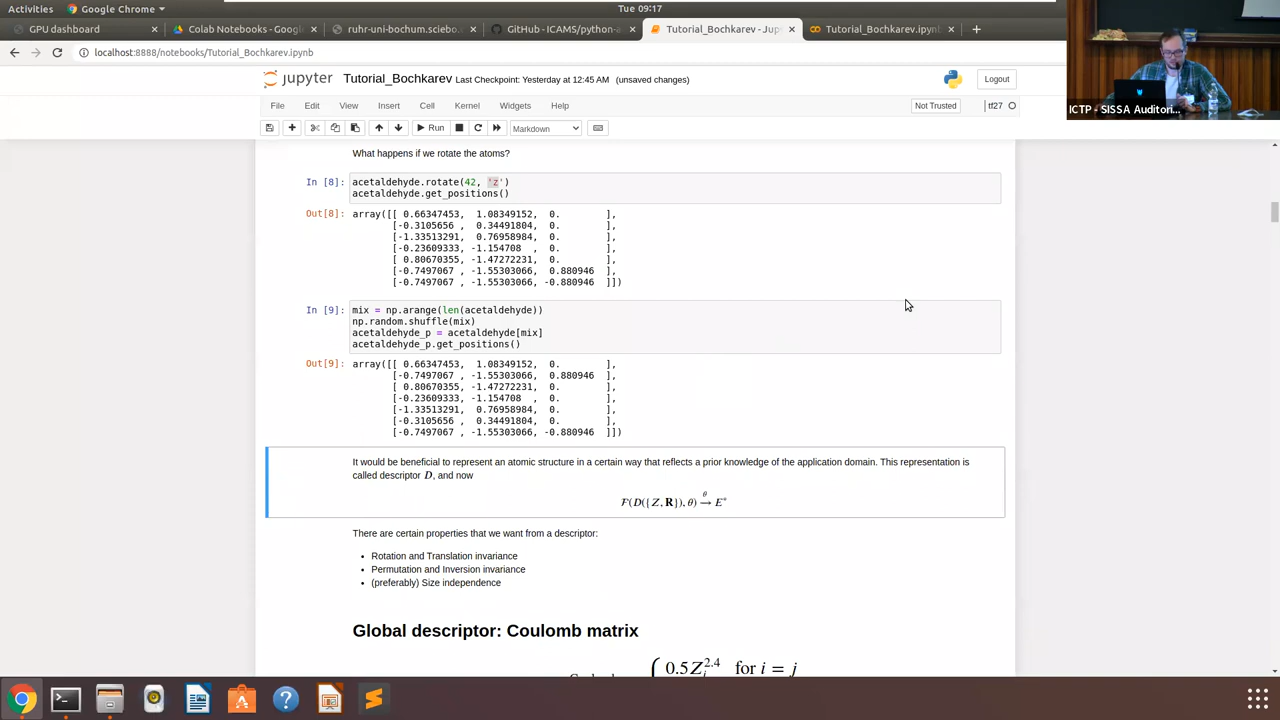 Activities
Google Chrome
Tue 09:17
GPU dashboard
Colab Notebooks - Google
ruhr-uni-bochum.sciebo.
GitHub - ICAMS/python-a
Tutorial_Bochkarev - Jup
Tutorial_Bochkarev.ipynb
localhost:8888/notebooks/Tutorial_Bochkarev.ipynb
ICTP - SISSA Auditori...
jupyter Tutorial_Bochkarev Last Checkpoint: Yesterday at 12:45 AM (unsaved changes)
Logout
File Edit View Insert Cell Kernel Widgets Help
Not Trusted
tf27
Run
Markdown
What happens if we rotate the atoms?
In [8]: acetaldehyde.rotate(42, 'z')
acetaldehyde.get_positions()
Out[8]: array([[ 0.66347453, 1.08349152, 0. ],
[-0.3105656 , 0.34491804, 0. ],
[-1.33513291, 0.76958984, 0. ],
[-0.23609333, -1.154708 , 0. ],
[ 0.80670355, -1.47272231, 0. ],
[-0.7497067 , -1.55303066, 0.880946 ],
[-0.7497067 , -1.55303066, -0.880946 ]])
In [9]: mix = np.arange(len(acetaldehyde))
np.random.shuffle(mix)
acetaldehyde_p = acetaldehyde[mix]
acetaldehyde_p.get_positions()
Out[9]: array([[ 0.66347453, 1.08349152, 0. ],
[-0.7497067 , -1.55303066, 0.880946 ],
[ 0.80670355, -1.47272231, 0. ],
[-0.23609333, -1.154708 , 0. ],
[-1.33513291, 0.76958984, 0. ],
[-0.3105656 , 0.34491804, 0. ],
[-0.7497067 , -1.55303066, -0.880946 ]])
It would be beneficial to represent an atomic structure in a certain way that reflects a prior knowledge of the application domain. This representation is
called descriptor D, and now
F(D({Z, R}), θ) →^θ E*
There are certain properties that we want from a descriptor:
• Rotation and Translation invariance
• Permutation and Inversion invariance
• (preferably) Size independence
Global descriptor: Coulomb matrix
0.5Z_i^2.4 for i = j